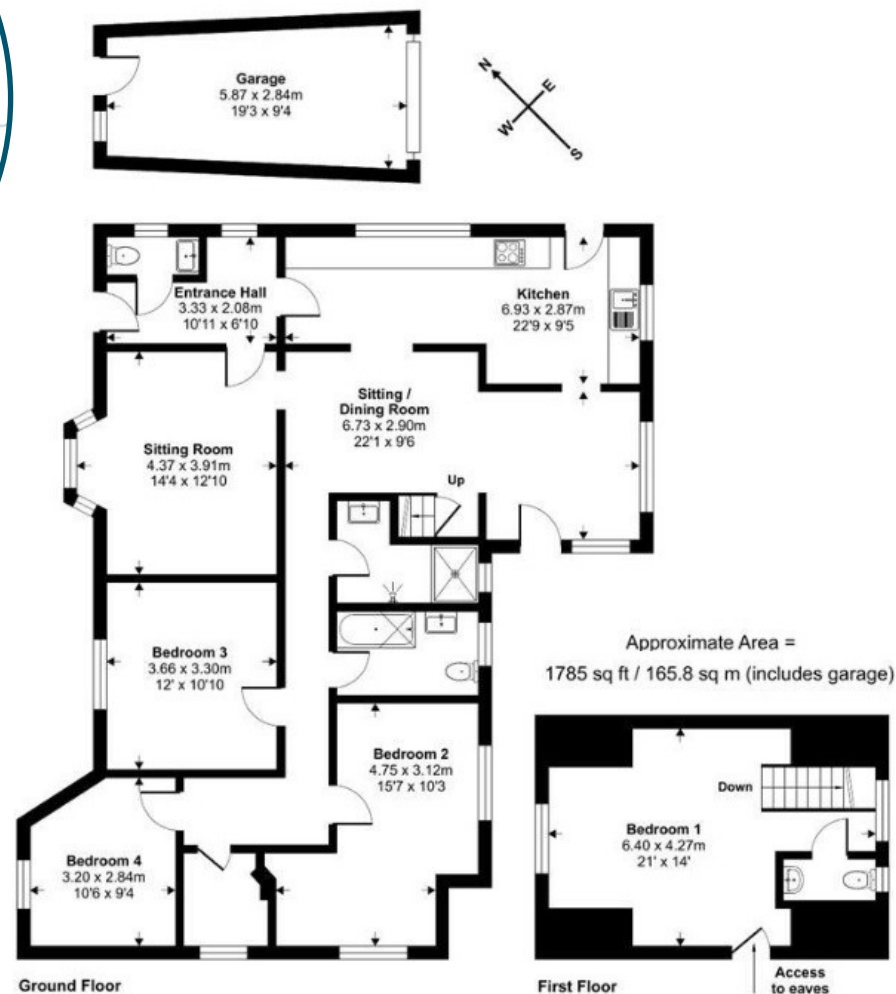 Garage
5.87 x 2.84m
19'3 x 9'4
N
E
W
S
Entrance Hall
3.33 x 2.08m
10'11 x 6'10
Kitchen
6.93 x 2.87m
22'9 x 9'5
Sitting /
Dining Room
6.73 x 2.90m
22'1 x 9'6
Sitting Room
4.37 x 3.91m
14'4 x 12'10
Up
Bedroom 3
3.66 x 3.30m
12' x 10'10
Approximate Area =
1785 sq ft / 165.8 sq m (includes garage)
Bedroom 2
4.75 x 3.12m
15'7 x 10'3
Down
Bedroom 1
6.40 x 4.27m
21' x 14'
Bedroom 4
3.20 x 2.84m
10'6 x 9'4
Ground Floor
First Floor
Access
to eaves